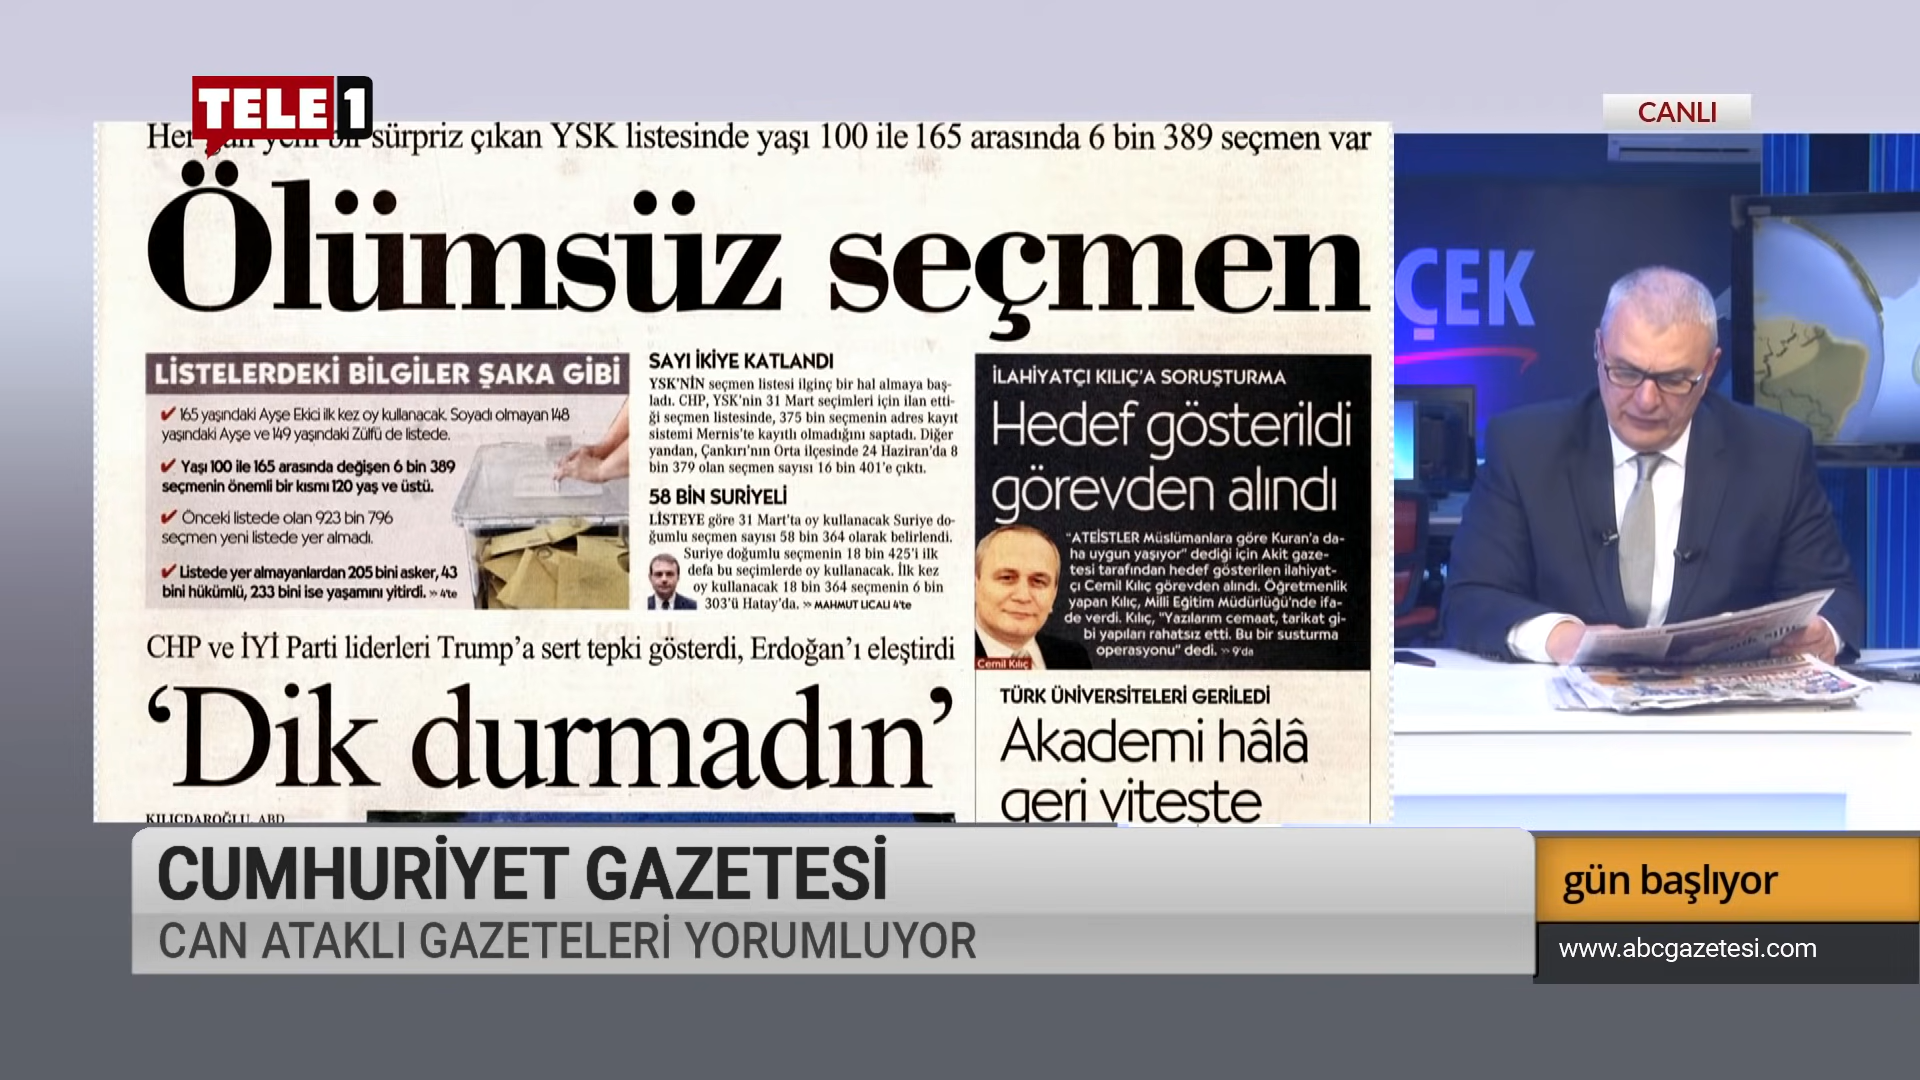 TELE 1
CANLI
Her sürpriz çıkan YSK listesinde yaşı 100 ile 165 arasında 6 bin 389 seçmen var
Ölümsüz seçmen
LİSTELERDEKİ BİLGİLER ŞAKA GİBİ
165 yaşındaki Ayşe Ekici ilk kez oy kullanacak. Soyadı olmayan 148
yaşındaki Ayşe ve 149 yaşındaki Zülfü de listede.
Yaşı 100 ile 165 arasında değişen 6 bin 389
seçmenin önemli bir kısmı 120 yaş ve üstü.
Önceki listede olan 923 bin 796
seçmen yeni listede yer almadı.
Listede yer almayanlardan 205 bini asker, 43
bini hükümlü, 233 bini ise yaşamını yitirdi. » 4'te
SAYI İKİYE KATLANDI
YSK'NİN seçmen listesi ilginç bir hal almaya baş-
ladı. CHP, YSK'nin 31 Mart seçimleri için ilan etti-
ği seçmen listesinde, 375 bin seçmenin adres kayıt
sistemi Mernis'te kayıtlı olmadığını saptadı. Diğer
yandan, Çankırı'nın Orta ilçesinde 24 Haziran'da 8
bin 379 olan seçmen sayısı 16 bin 401'e çıktı.
58 BİN SURİYELİ
LİSTEYE göre 31 Mart'ta oy kullanacak Suriye do-
ğumlu seçmen sayısı 58 bin 364 olarak belirlendi.
Suriye doğumlu seçmenin 18 bin 425'i ilk
defa bu seçimlerde oy kullanacak. İlk kez
oy kullanacak 18 bin 364 seçmenin 6 bin
303'ü Hatay'da. » MAHMUT LICALI 4'te
İLAHİYATÇI KILIÇ'A SORUŞTURMA
Hedef gösterildi
görevden alındı
"ATEİSTLER Müslümanlara göre Kuran'a da-
ha uygun yaşıyor" dediği için Akit gaze-
tesi tarafından hedef gösterilen ilahiyat-
çı Cemil Kılıç görevden alındı. Öğretmenlik
yapan Kılıç, Milli Eğitim Müdürlüğü'nde ifa-
de verdi. Kılıç, "Yazılarım cemaat, tarikat gi-
bi yapıları rahatsız etti. Bu bir susturma
operasyonu" dedi. » 9'da
Cemil Kılıç
CHP ve İYİ Parti liderleri Trump'a sert tepki gösterdi, Erdoğan'ı eleştirdi
'Dik durmadın'
KILIÇDAROĞLU, ABD
TÜRK ÜNİVERSİTELERİ GERİLEDİ
Akademi hâlâ
geri viteste
ÇEK
CUMHURİYET GAZETESİ
CAN ATAKLI GAZETELERİ YORUMLUYOR
gün başlıyor
www.abcgazetesi.com